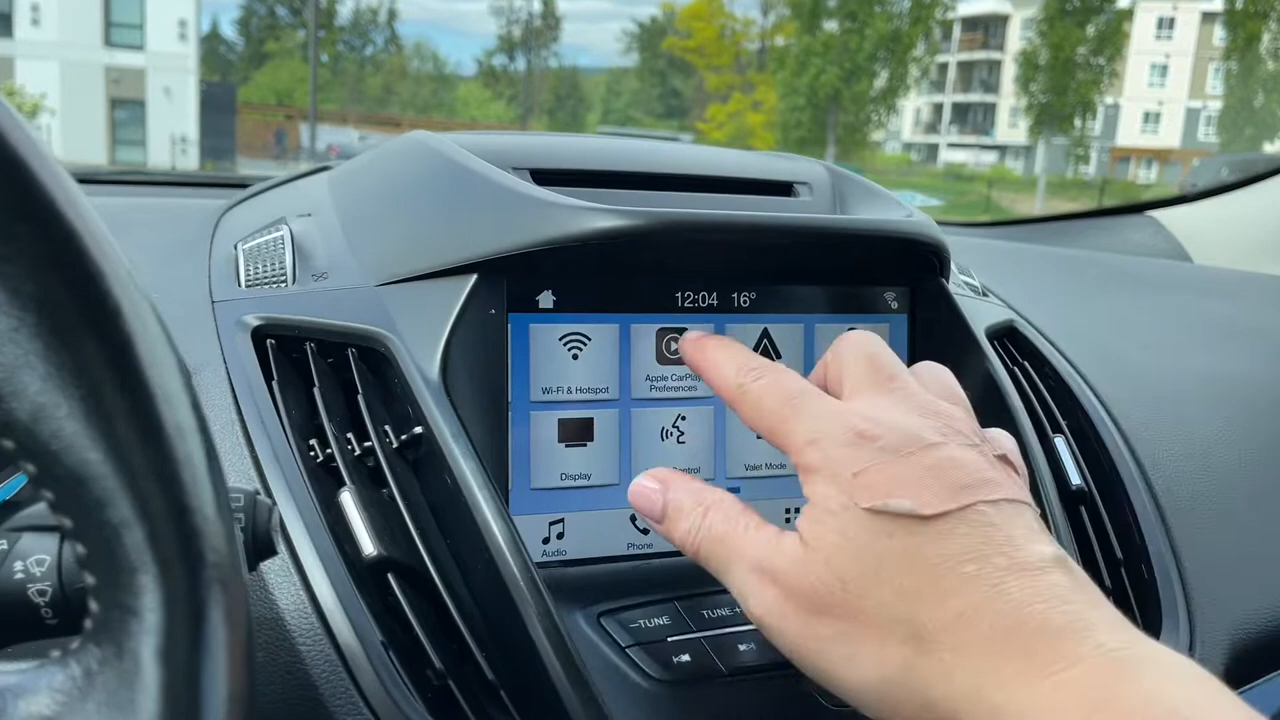 12:04 16°
Wi-Fi & Hotspot
Apple CarPlay
Preferences
Display
Valet Mode
Audio
Phone
–TUNE
TUNE+